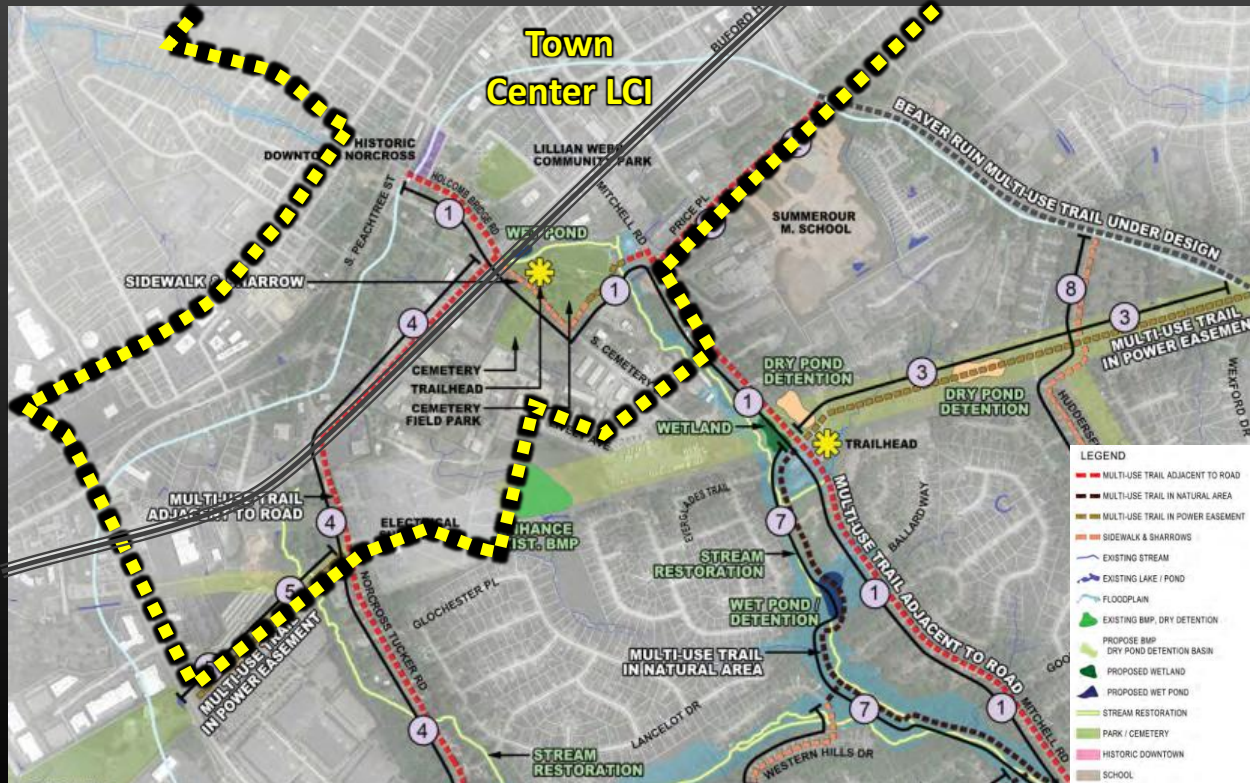 Town
Center LCI
BUFORD H
HISTORIC
DOWNTO NORCROSS
LILLIAN WEBB
COMMUNITY PARK
S. PEACHTREE ST
HOLCOMB BRIDGE RD
1
MITCHELL RD
PRICE PL
SUMMEROUR
M. SCHOOL
BEAVER RUIN MULTI-USE TRAIL UNDER DESIGN
WET POND
SIDEWALK & SHARROW
1
4
8
3
MULTI-USE TRAIL
IN POWER EASEMENT
CEMETERY
TRAILHEAD
CEMETERY
FIELD PARK
S. CEMETERY
DRY POND
DETENTION
3
DRY POND
DETENTION
WEXFORD DR
HUDDERSF
1
WETLAND
TRAILHEAD
MULTI-USE TRAIL
ADJACENT TO ROAD
4
ELECTRICAL
NHANCE
IST. BMP
EVERGLADES TRAIL
7
BALLARD WAY
STREAM
RESTORATION
MULTI-USE TRAIL ADJACENT TO ROAD
5
NORCROSS TUCKER RD
GLOCHESTER PL
WET POND /
DETENTION
1
MULTI-USE TRAI
IN POWER EASEMENT
MULTI-USE TRAIL
IN NATURAL AREA
GOO
7
1
MITCHELL RD
4
LANCELOT DR
WESTERN HILLS DR
STREAM
RESTORATION
LEGEND
MULTI-USE TRAIL ADJACENT TO ROAD
MULTI-USE TRAIL IN NATURAL AREA
MULTI-USE TRAIL IN POWER EASEMENT
SIDEWALK & SHARROWS
EXISTING STREAM
EXISTING LAKE / POND
FLOODPLAIN
EXISTING BMP, DRY DETENTION
PROPOSE BMP
DRY POND DETENTION BASIN
PROPOSED WETLAND
PROPOSED WET POND
STREAM RESTORATION
PARK / CEMETERY
HISTORIC DOWNTOWN
SCHOOL